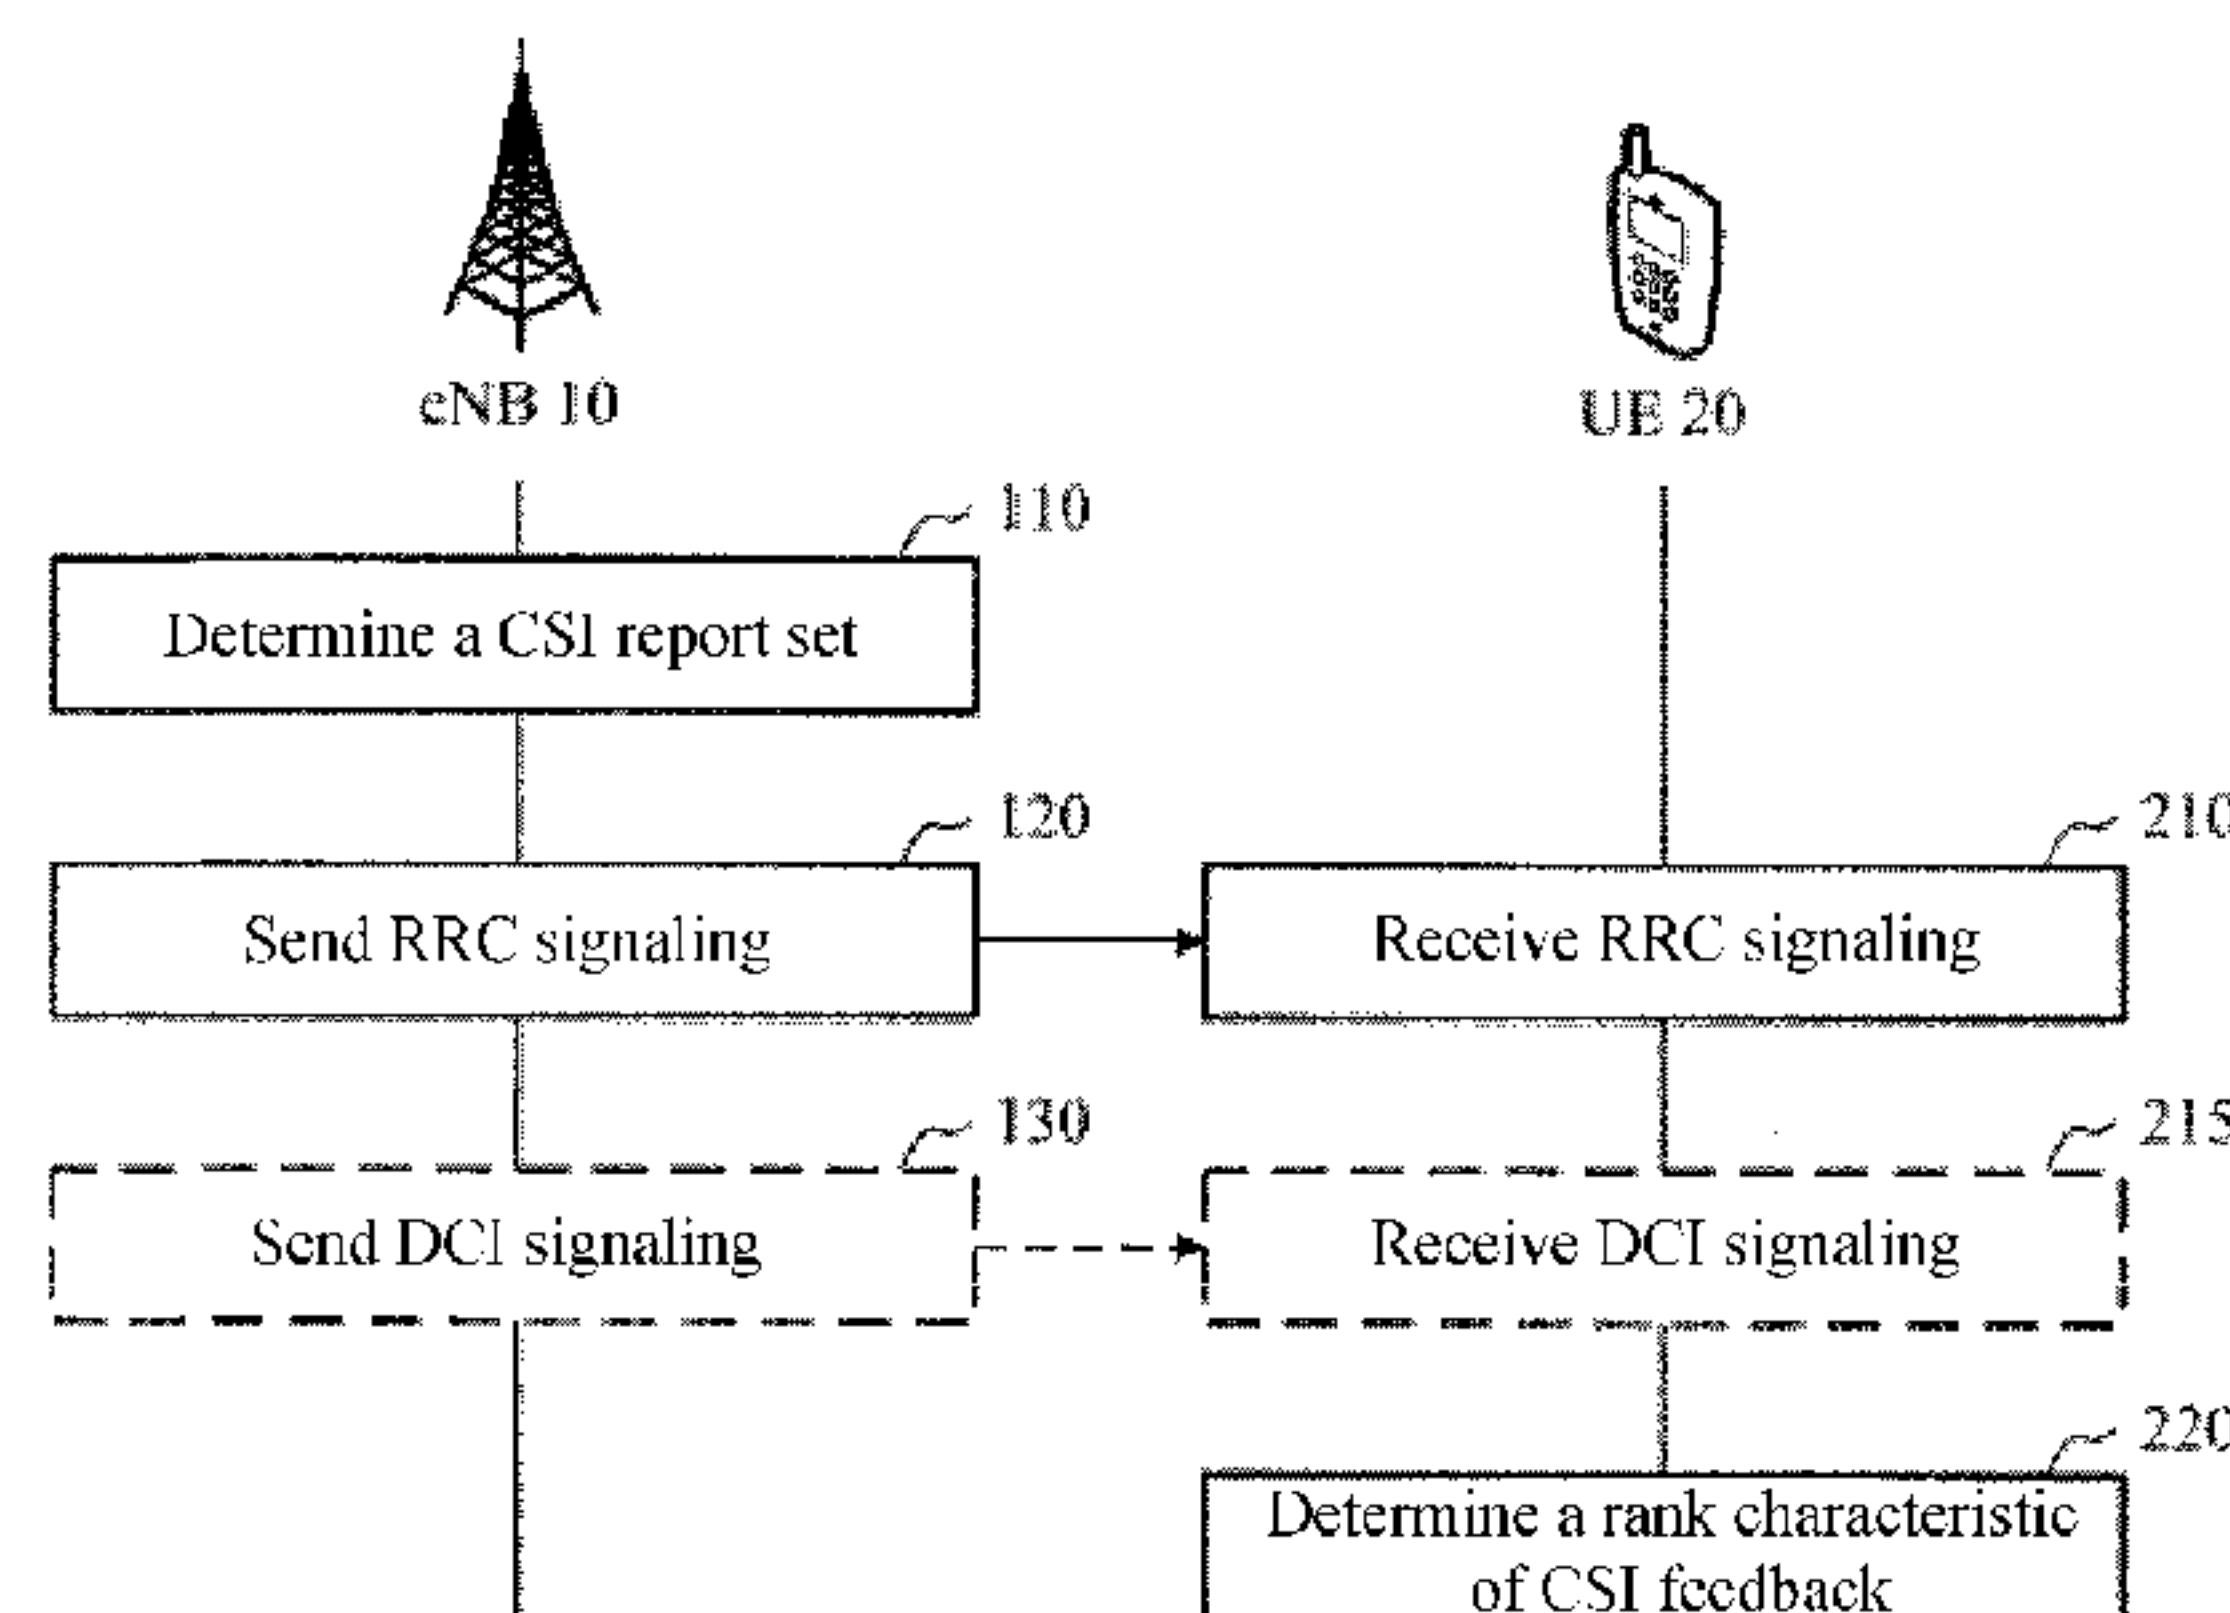 eNB 10
UE 20
110
Determine a CSI report set
120
210
Send RRC signaling
Receive RRC signaling
130
215
Send DCI signaling
Receive DCI signaling
220
Determine a rank characteristic
of CSI feedback